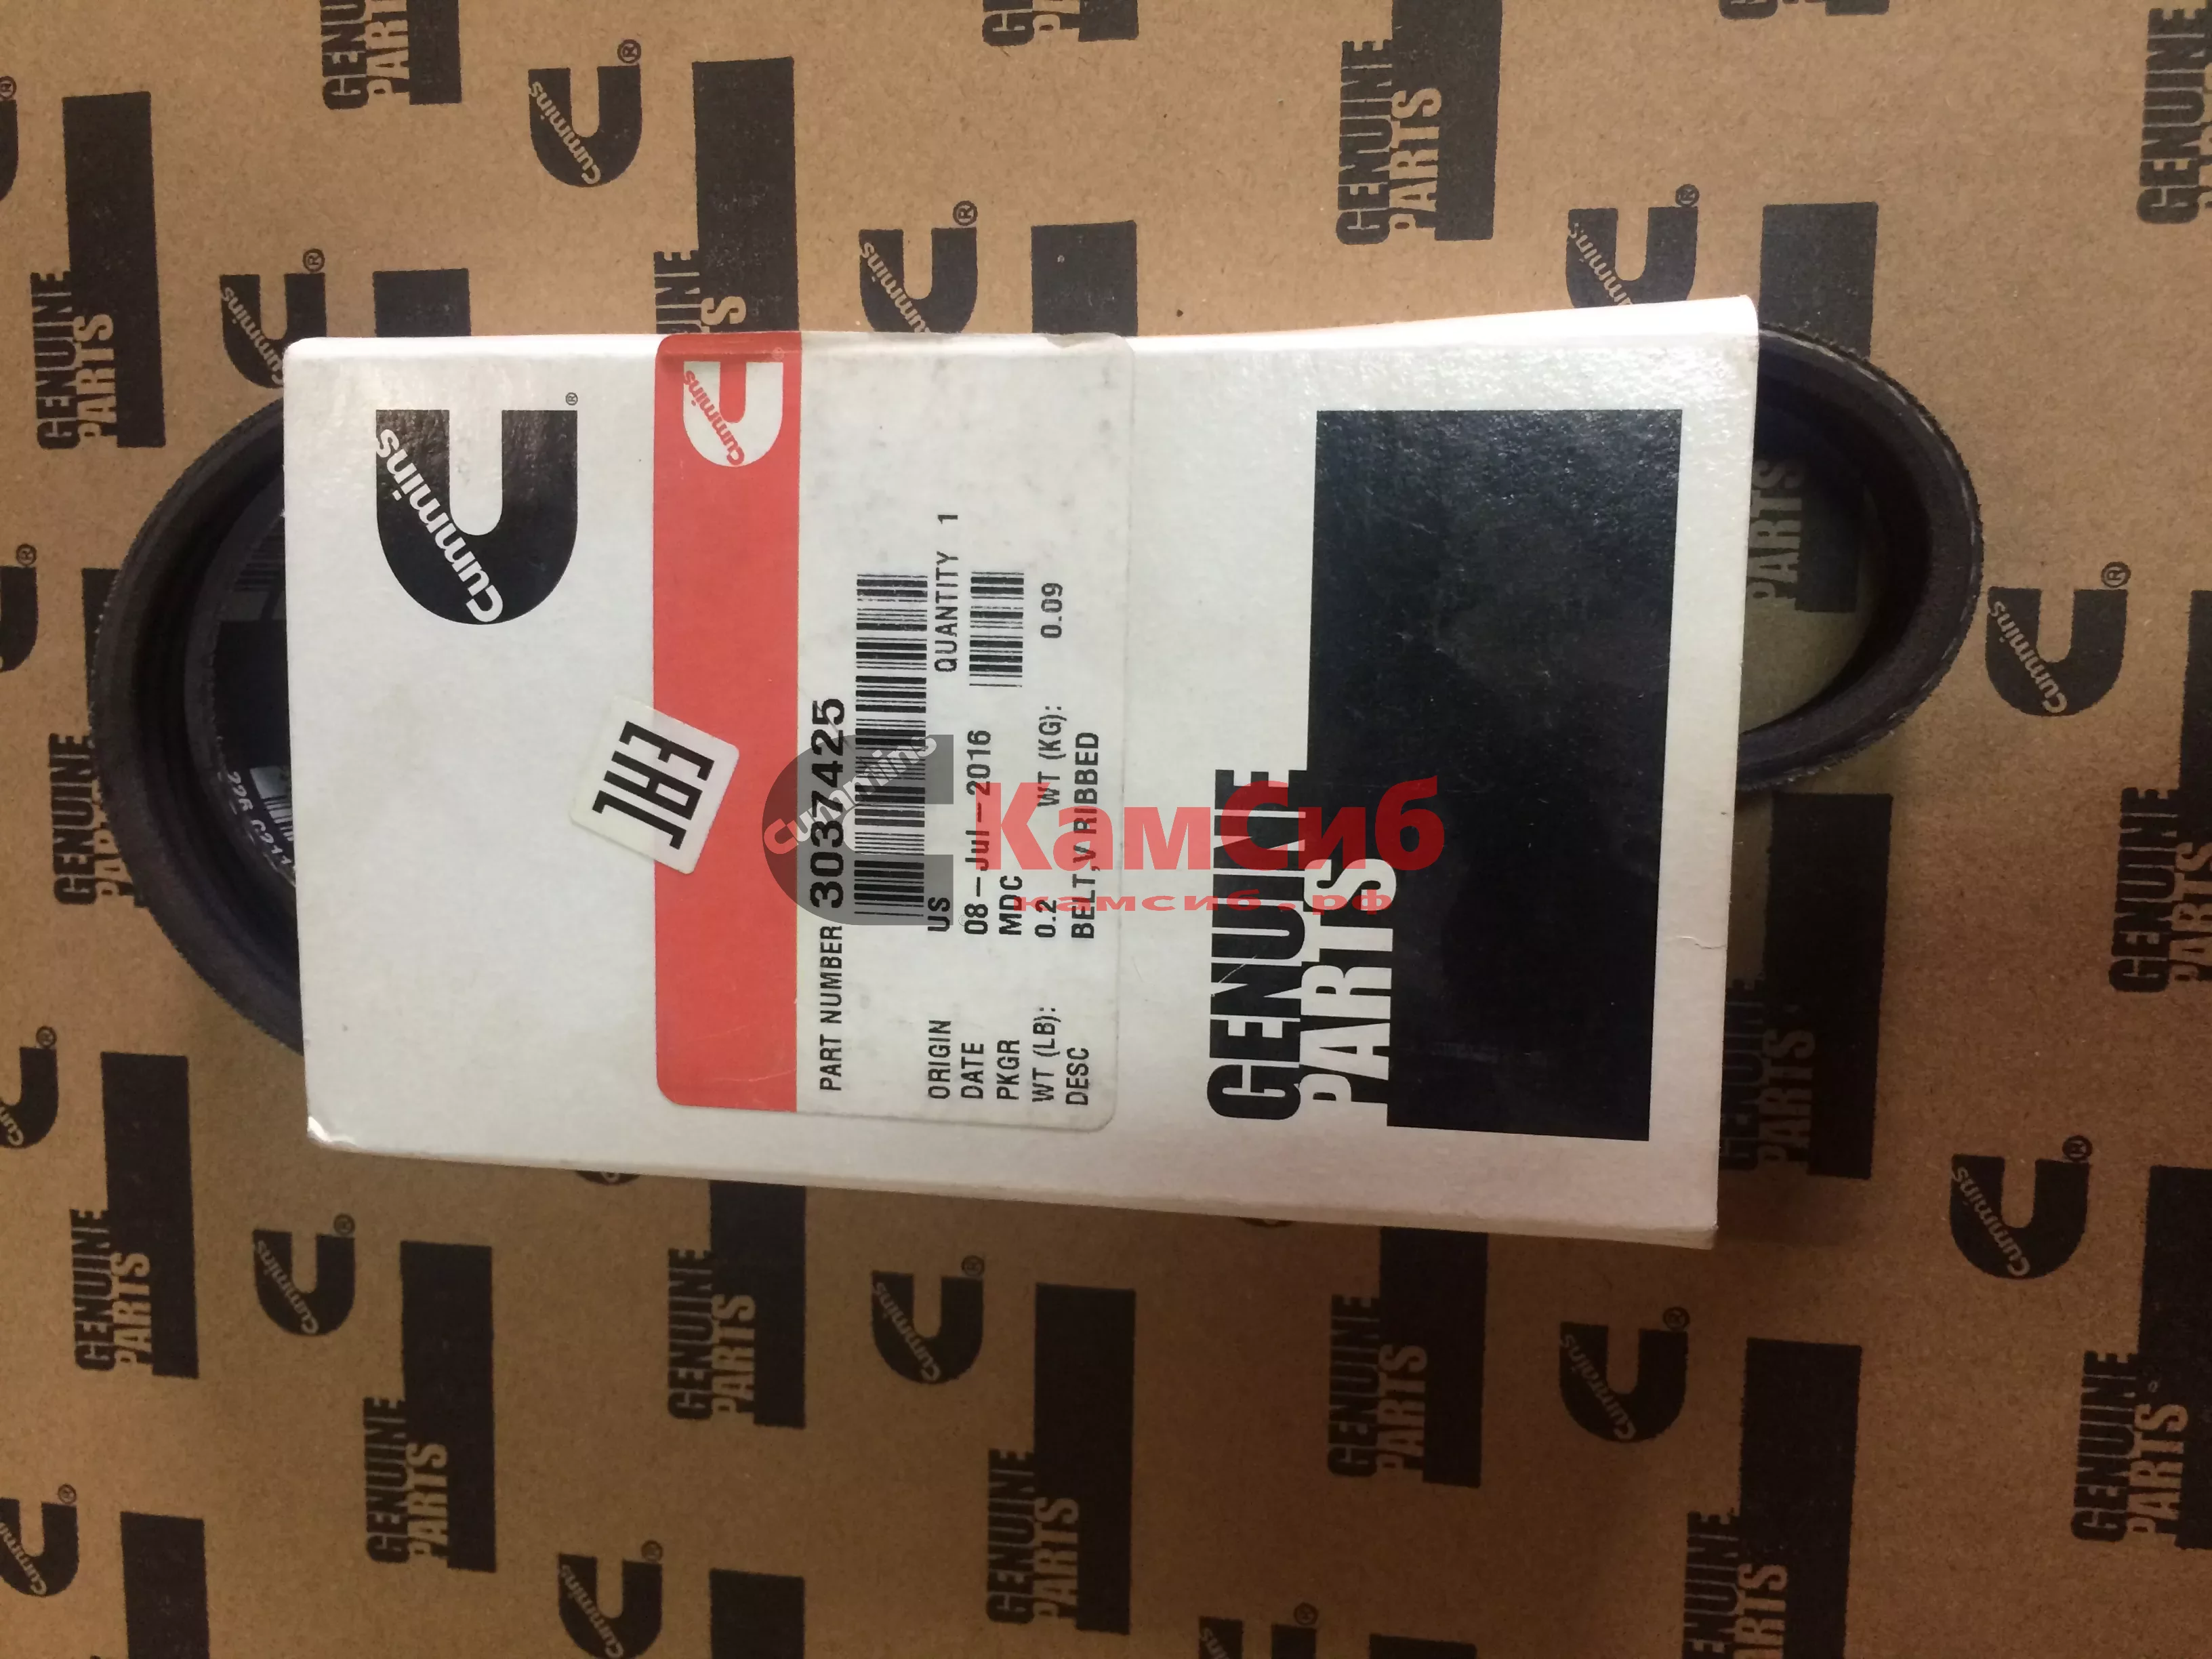 Cummins®
EAC
Cummins®
PART NUMBER 3037425
ORIGIN US QUANTITY 1
DATE 08-Jul-2016
PKGR MDC
WT (LB): 0.2 WT (KG): 0.09
DESC BELT,V RIBBED
GENUINE
PARTS
Cummins
КамСиб
камсиб.рф